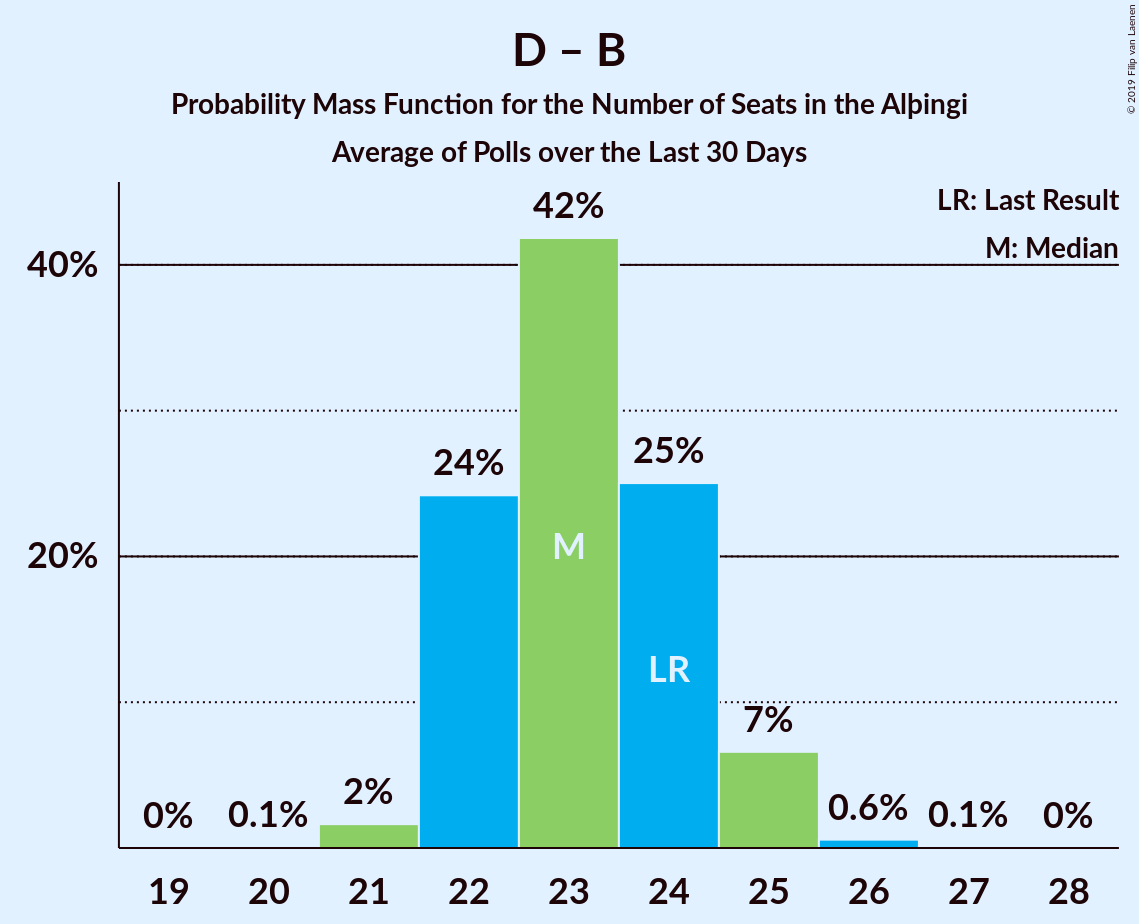 D – B
Probability Mass Function for the Number of Seats in the Alþingi
Average of Polls over the Last 30 Days
© 2019 Filip van Laenen
LR: Last Result
M: Median
40%
20%
0%
0.1%
2%
24%
42%
25%
7%
0.6%
0.1%
0%
M
LR
19 20 21 22 23 24 25 26 27 28